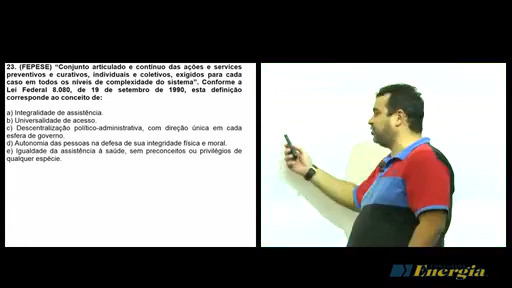 23. (FEPESE) “Conjunto articulado e contínuo das ações e services
preventivos e curativos, individuais e coletivos, exigidos para cada
caso em todos os níveis de complexidade do sistema”. Conforme a
Lei Federal 8.080, de 19 de setembro de 1990, esta definição
corresponde ao conceito de:
a) Integralidade de assistência.
b) Universalidade de acesso.
c) Descentralização político-administrativa, com direção única em cada
esfera de governo.
d) Autonomia das pessoas na defesa de sua integridade física e moral.
e) Igualdade da assistência à saúde, sem preconceitos ou privilégios de
qualquer espécie.
Energia